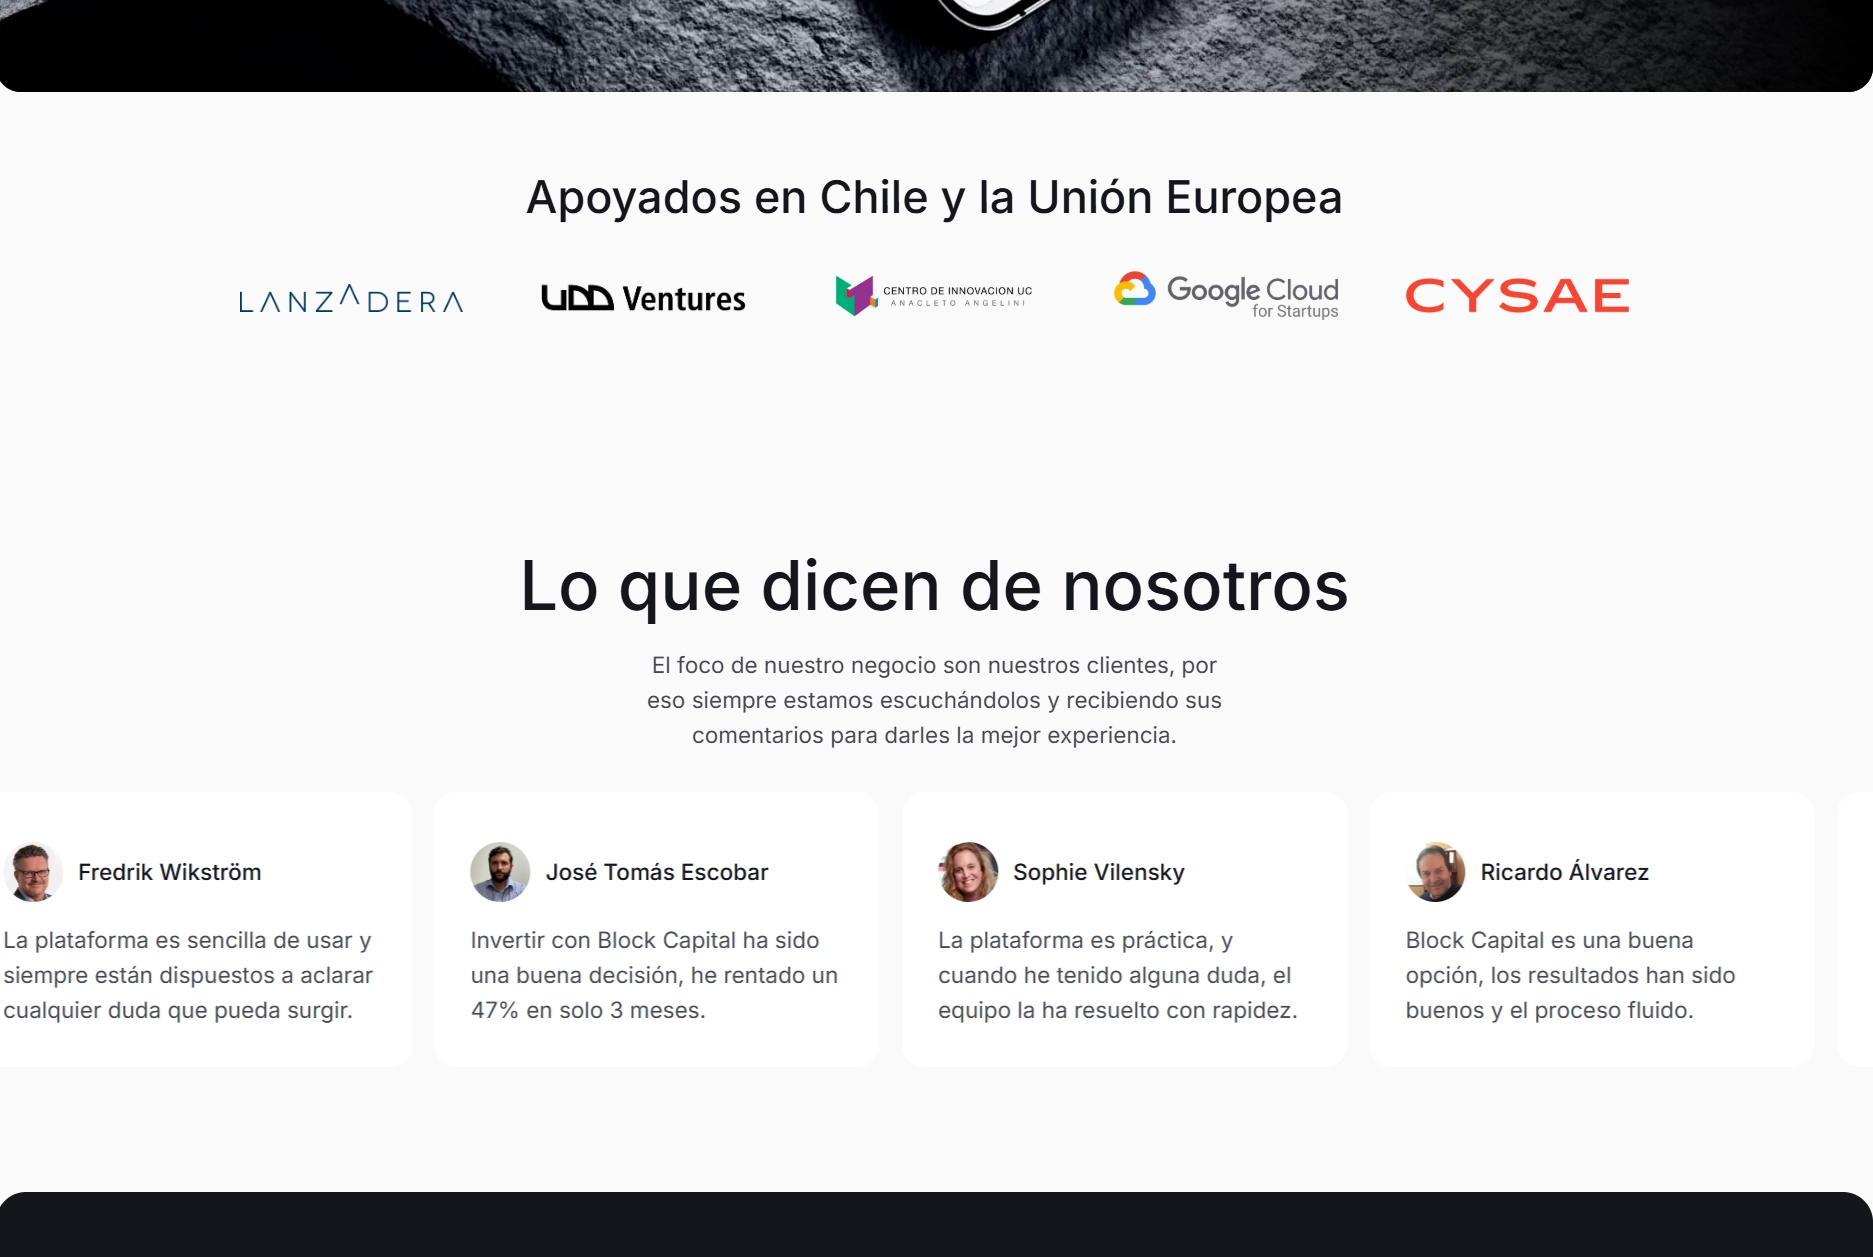 Apoyados en Chile y la Unión Europea
LANZADERA
UDD Ventures
CENTRO DE INNOVACION UC
ANACLETO ANGELINI
Google Cloud
for Startups
CYSAE
Lo que dicen de nosotros
El foco de nuestro negocio son nuestros clientes, por
eso siempre estamos escuchándolos y recibiendo sus
comentarios para darles la mejor experiencia.
Fredrik Wikström
La plataforma es sencilla de usar y
siempre están dispuestos a aclarar
cualquier duda que pueda surgir.
José Tomás Escobar
Invertir con Block Capital ha sido
una buena decisión, he rentado un
47% en solo 3 meses.
Sophie Vilensky
La plataforma es práctica, y
cuando he tenido alguna duda, el
equipo la ha resuelto con rapidez.
Ricardo Álvarez
Block Capital es una buena
opción, los resultados han sido
buenos y el proceso fluido.